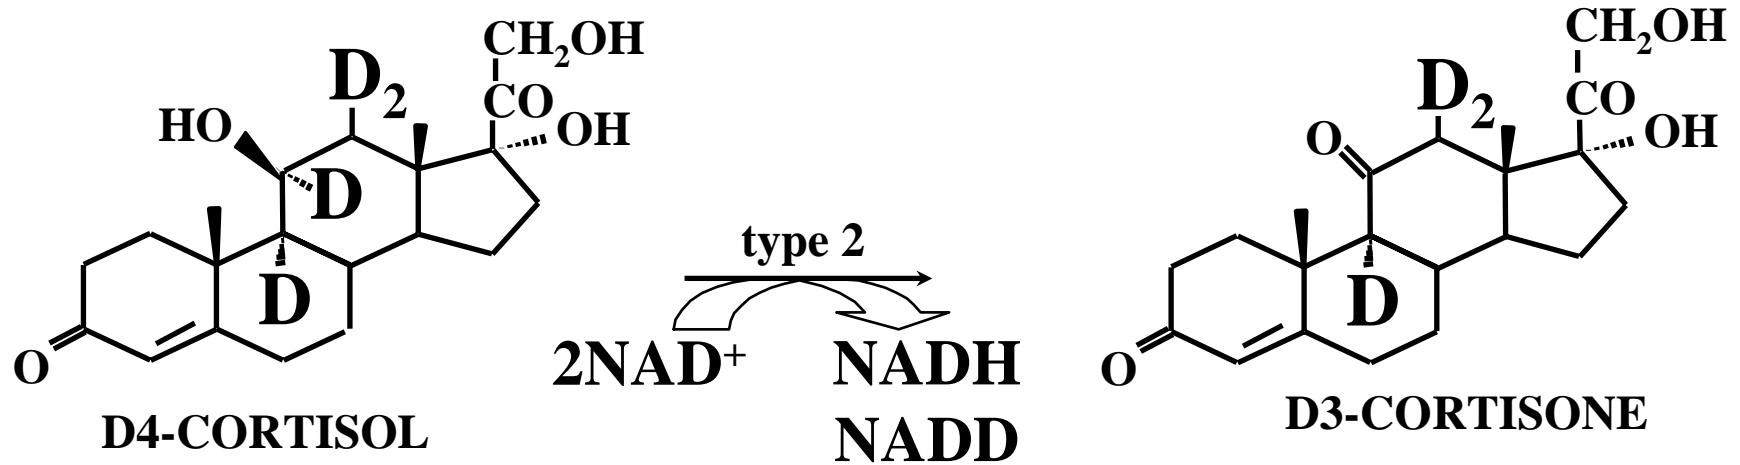 CH₂OH
D₂
CO
HO
OH
D
D
O
D4-CORTISOL
type 2
2NAD⁺
NADH
NADD
CH₂OH
D₂
CO
O
OH
D
O
D3-CORTISONE